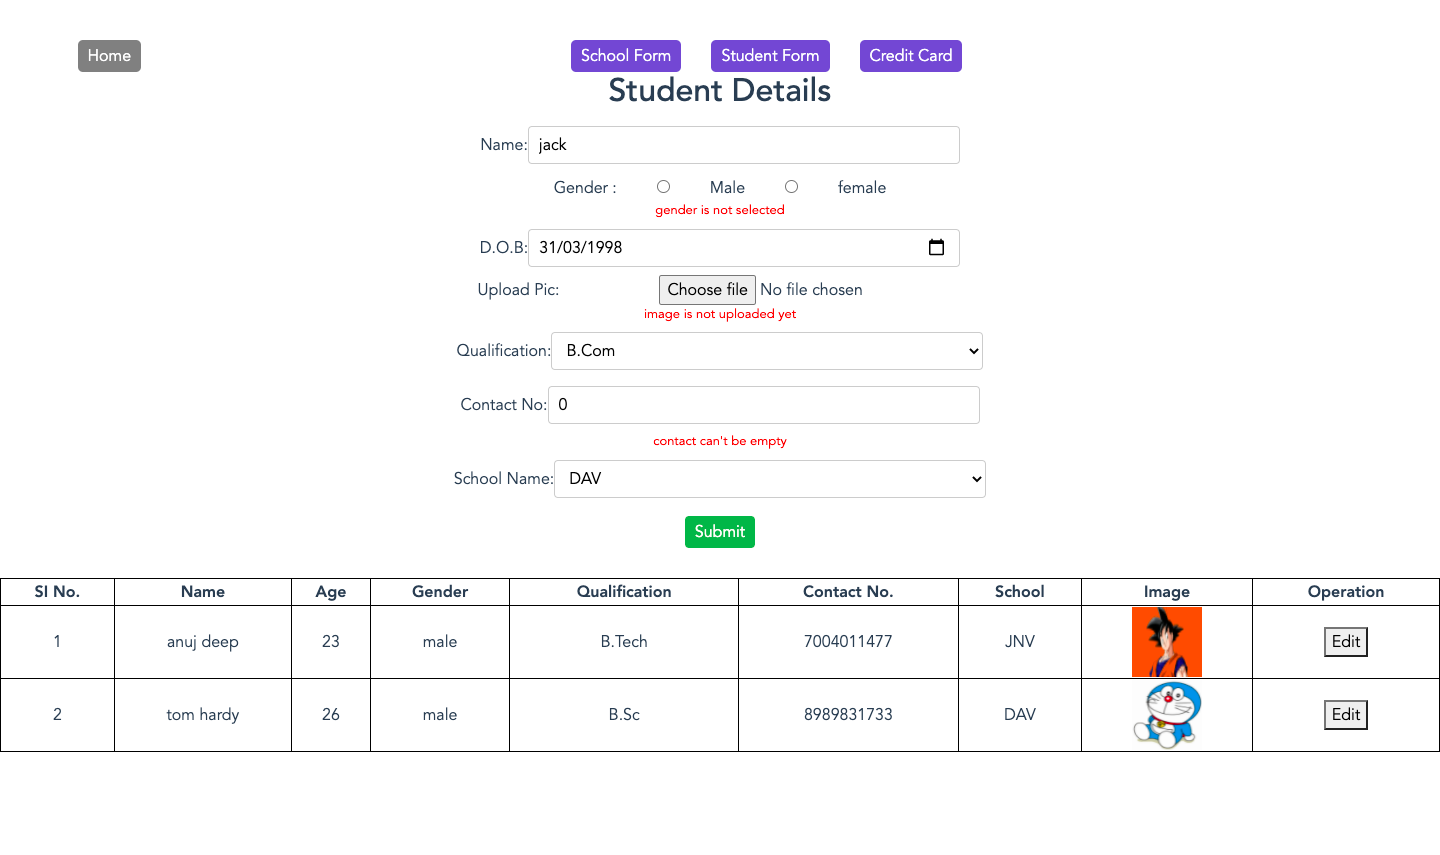 Home School Form Student Form Credit Card
Student Details
Name: jack
Gender : Male female
gender is not selected
D.O.B: 31/03/1998
Upload Pic: Choose file No file chosen
image is not uploaded yet
Qualification: B.Com
Contact No: 0
contact can't be empty
School Name: DAV
Submit
SI No. Name Age Gender Qualification Contact No. School Image Operation
1 anuj deep 23 male B.Tech 7004011477 JNV Edit
2 tom hardy 26 male B.Sc 8989831733 DAV Edit